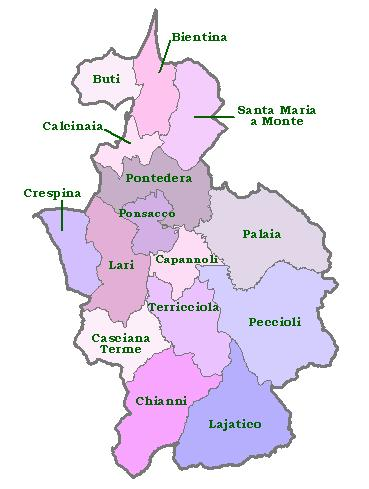 Bientina
Buti
Santa Maria
a Monte
Calcinaia
Pontedera
Crespina
Ponsacco
Palaia
Lari
Capannoli
Terricciola
Peccioli
Casciana
Terme
Chianni
Lajatico